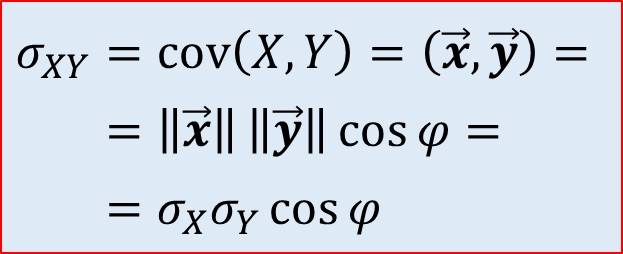 σ_XY = cov(X, Y) = (x⃗, y⃗) =
= ‖x⃗‖ ‖y⃗‖ cos φ =
= σ_X σ_Y cos φ